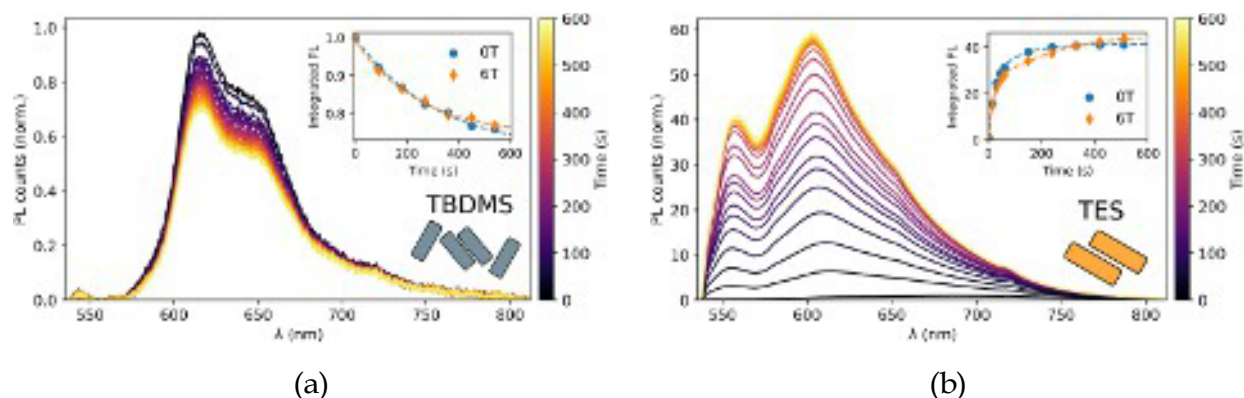 1.0
0.8
0.6
0.4
0.2
0.0
PL counts (norm.)
550 600 650 700 750 800
λ (nm)
1.0
0.9
0.8
Integrated PL
0 200 400 600
Time (s)
0T
6T
TBDMS
600
500
400
300
200
100
0
Time (s)
(a)
60
50
40
30
20
10
0
PL counts (norm.)
550 600 650 700 750 800
λ (nm)
40
20
0
Integrated PL
0 200 400 600
Time (s)
0T
6T
TES
600
500
400
300
200
100
0
Time (s)
(b)